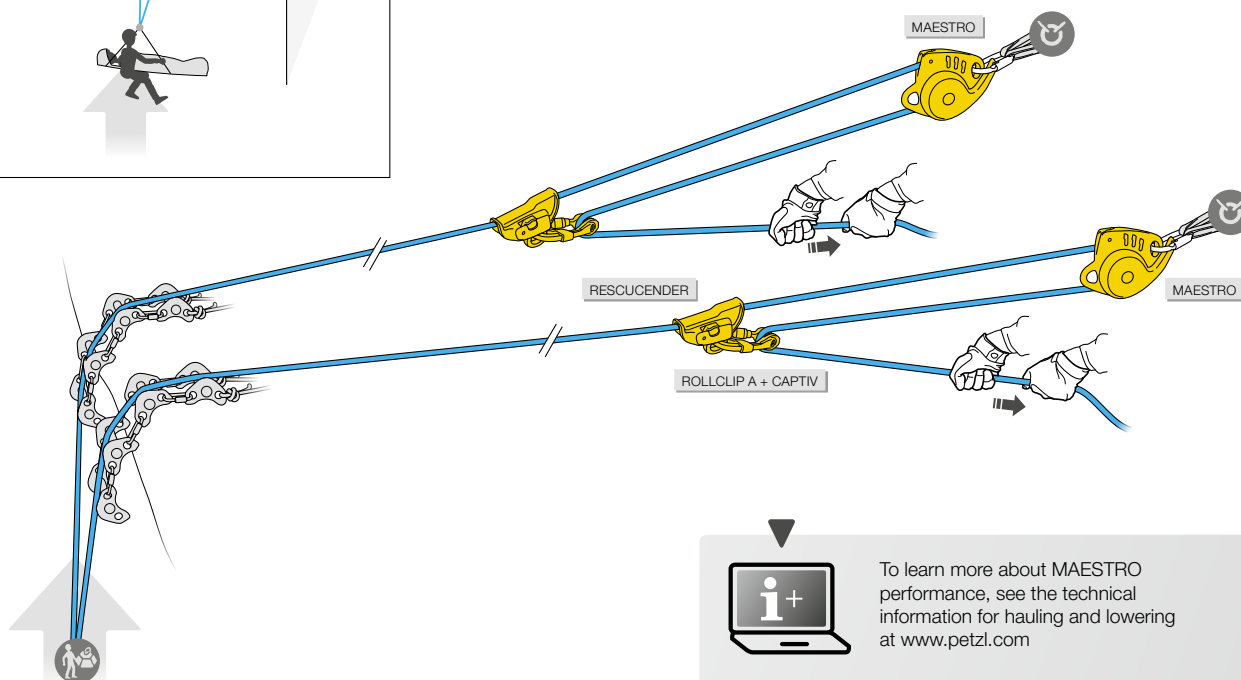 MAESTRO
RESCUCENDER
MAESTRO
ROLLCLIP A + CAPTIV
i+
To learn more about MAESTRO
performance, see the technical
information for hauling and lowering
at www.petzl.com